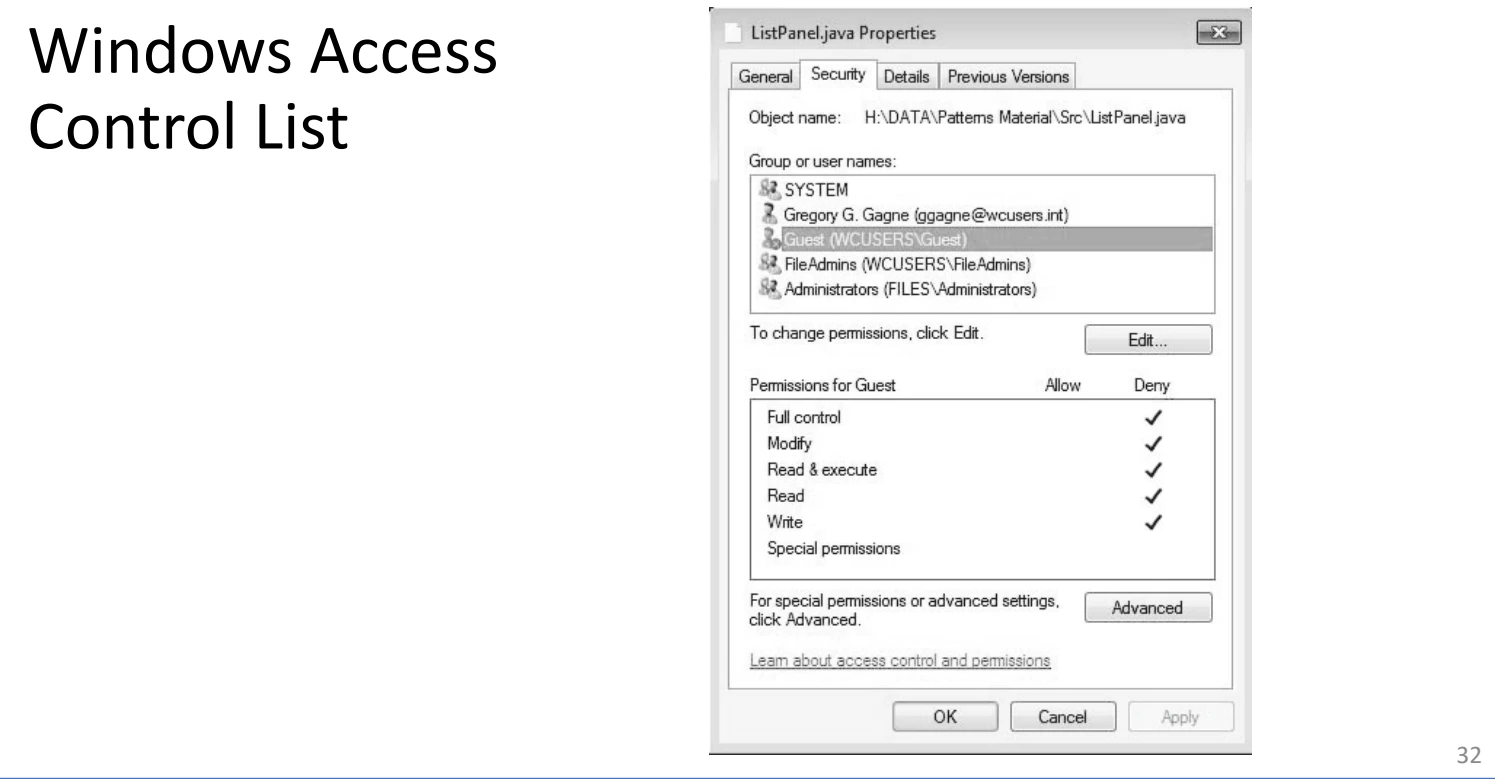 Windows Access
Control List
ListPanel.java Properties
General Security Details Previous Versions
Object name: H:\DATA\Patterns Material\Src\ListPanel.java
Group or user names:
SYSTEM
Gregory G. Gagne (ggagne@wcusers.int)
Guest (WCUSERS\Guest)
FileAdmins (WCUSERS\FileAdmins)
Administrators (FILES\Administrators)
To change permissions, click Edit.
Edit...
Permissions for Guest Allow Deny
Full control
Modify
Read & execute
Read
Write
Special permissions
For special permissions or advanced settings,
click Advanced.
Advanced
Learn about access control and permissions
OK Cancel Apply
32